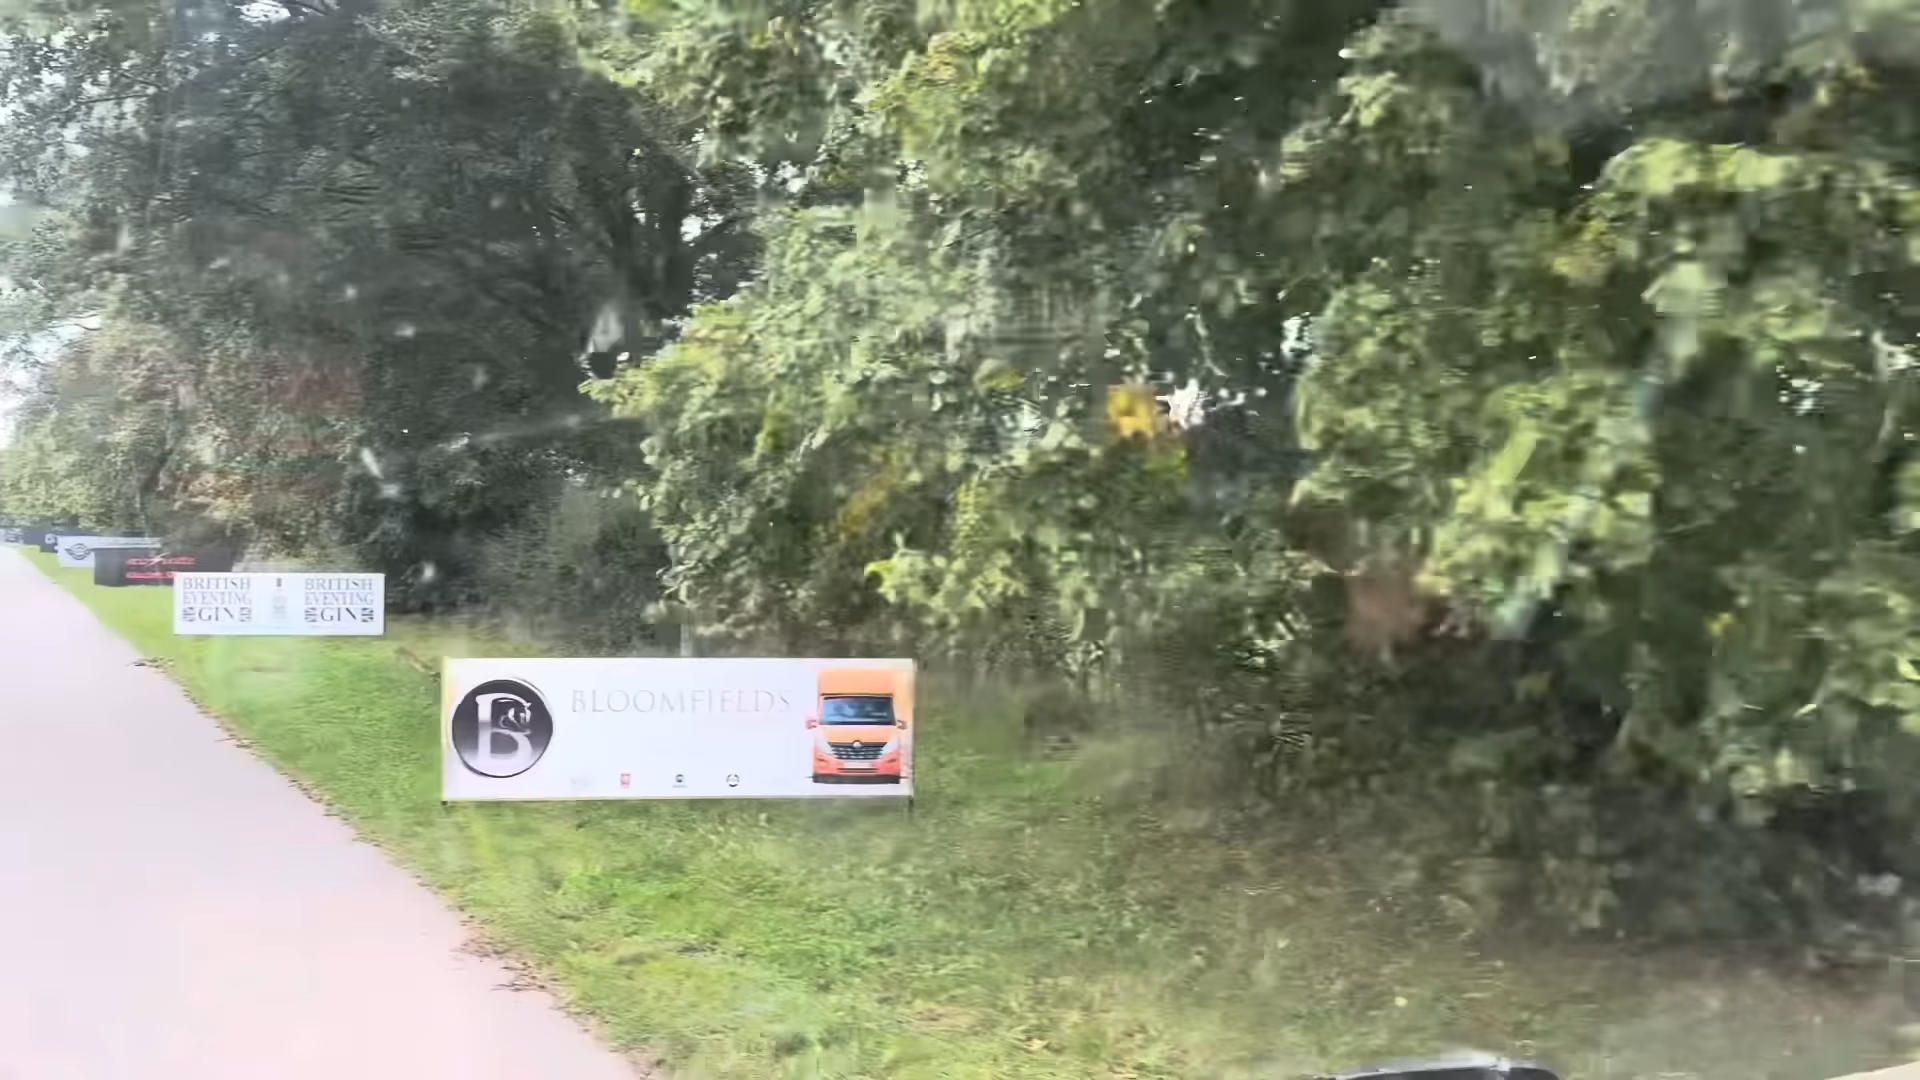 BRITISH
EVENTING
GIN
BRITISH
EVENTING
GIN
B
BLOOMFIELDS